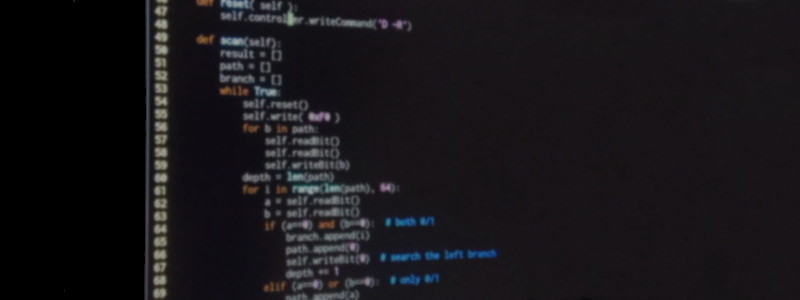 46 def reset( self ):
47 self.controller.writeCommand("D -R")
48
49 def scan(self):
50 result = []
51 path = []
52 branch = []
53 while True:
54 self.reset()
55 self.write( 0xF0 )
56 for b in path:
57 self.readBit()
58 self.readBit()
59 self.writeBit(b)
60 depth = len(path)
61 for i in range(len(path), 64):
62 a = self.readBit()
63 b = self.readBit()
64 if (a==0) and (b==0): # both 0/1
65 branch.append(i)
66 path.append(0)
67 self.writeBit(0) # search the left branch
68 depth += 1
69 elif (a==0) or (b==0): # only 0/1
path.append(a)